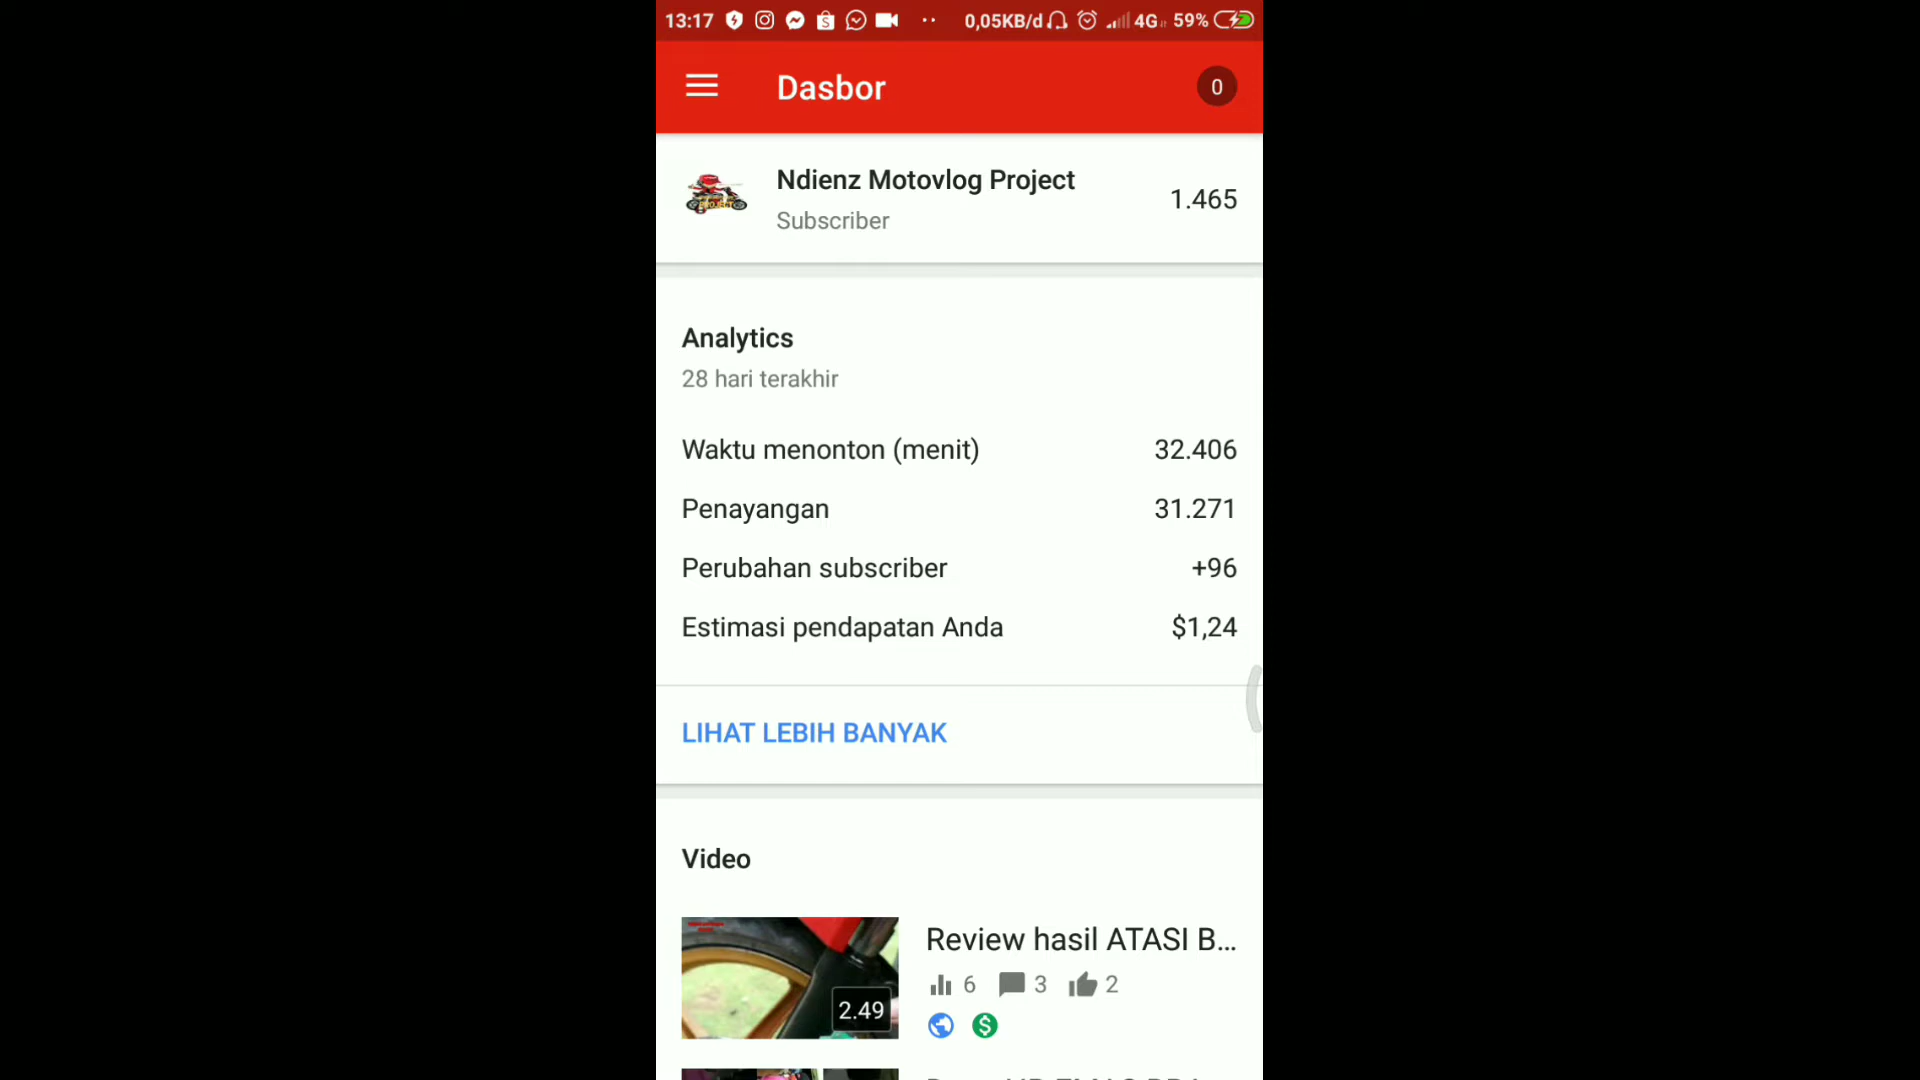 13:17 0,05KB/d 4G 59%
Dasbor 0
Ndienz Motovlog Project 1.465
Subscriber
Analytics
28 hari terakhir
Waktu menonton (menit) 32.406
Penayangan 31.271
Perubahan subscriber +96
Estimasi pendapatan Anda $1,24
LIHAT LEBIH BANYAK
Video
Review hasil ATASI B...
2.49
6 3 2